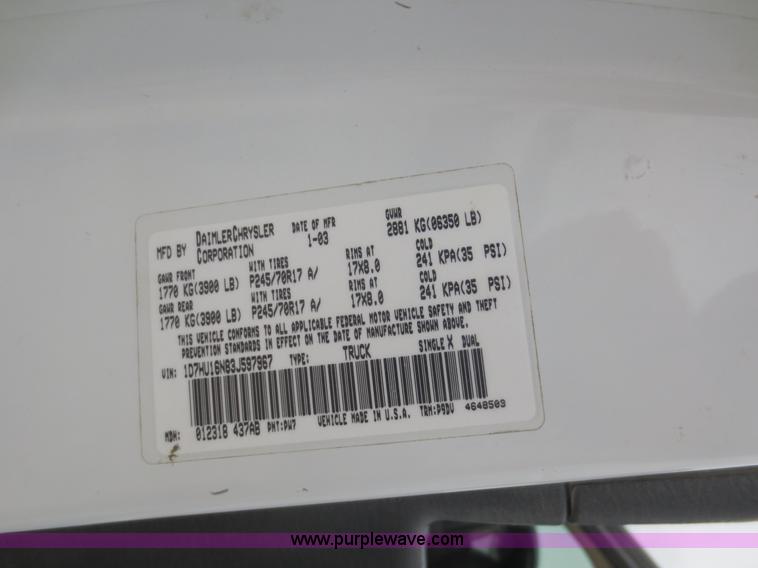 MFD BY DAIMLERCHRYSLER CORPORATION DATE OF MFR 1-03 GVWR 2881 KG(06350 LB)
GAWR FRONT WITH TIRES RIMS AT COLD
1770 KG(3900 LB) P245/70R17 A/ 17X8.0 241 KPA(35 PSI)
GAWR REAR WITH TIRES RIMS AT COLD
1770 KG(3900 LB) P245/70R17 A/ 17X8.0 241 KPA(35 PSI)
THIS VEHICLE CONFORMS TO ALL APPLICABLE FEDERAL MOTOR VEHICLE SAFETY AND THEFT
PREVENTION STANDARDS IN EFFECT ON THE DATE OF MANUFACTURE SHOWN ABOVE.
VIN: 1D7HU18N83J597967 TYPE: TRUCK SINGLE X DUAL
MDH: 012318 437AB PNT:PW7 VEHICLE MADE IN U.S.A. TRM:P9DV 4648503
www.purplewave.com